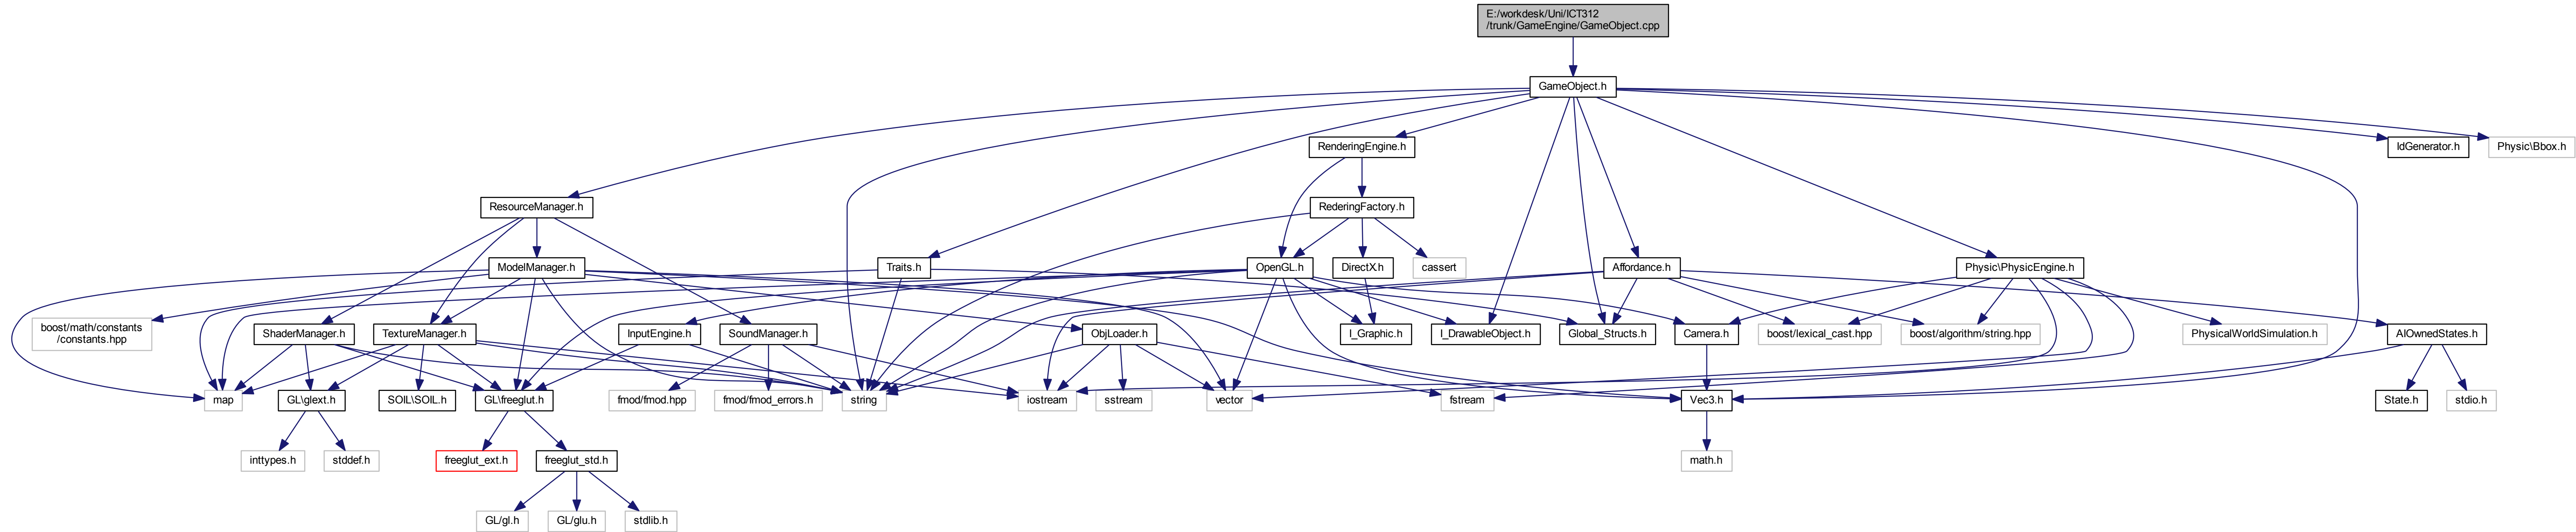 E:/workdesk/Uni/ICT312
/trunk/GameEngine/GameObject.cpp
GameObject.h
RenderingEngine.h
IdGenerator.h
Physic\Bbox.h
ResourceManager.h
RederingFactory.h
ModelManager.h
Traits.h
OpenGL.h
DirectX.h
cassert
Affordance.h
Physic\PhysicEngine.h
boost/math/constants
/constants.hpp
ShaderManager.h
TextureManager.h
InputEngine.h
SoundManager.h
ObjLoader.h
I_Graphic.h
I_DrawableObject.h
Global_Structs.h
Camera.h
boost/lexical_cast.hpp
boost/algorithm/string.hpp
PhysicalWorldSimulation.h
AIOwnedStates.h
map
GL\glext.h
SOIL\SOIL.h
GL\freeglut.h
fmod/fmod.hpp
fmod/fmod_errors.h
string
iostream
sstream
vector
fstream
Vec3.h
State.h
stdio.h
inttypes.h
stddef.h
freeglut_ext.h
freeglut_std.h
math.h
GL/gl.h
GL/glu.h
stdlib.h